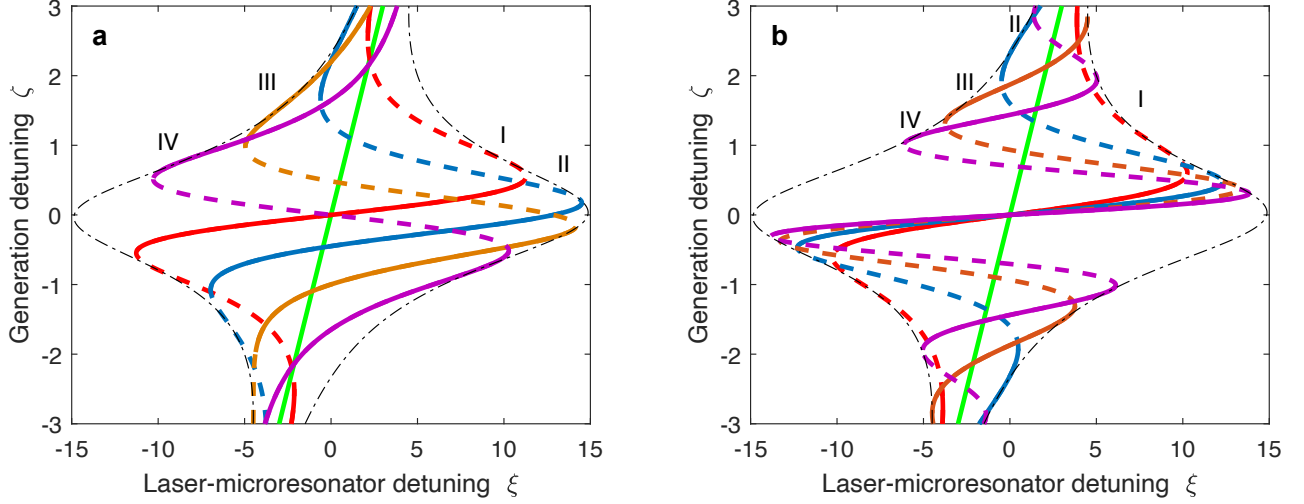 a
3
2
1
0
-1
-2
-3
-15
-10
-5
0
5
10
15
Generation detuning ζ
Laser-microresonator detuning ξ
III
IV
I
II
b
3
2
1
0
-1
-2
-3
-15
-10
-5
0
5
10
15
Generation detuning ζ
Laser-microresonator detuning ξ
II
III
I
IV